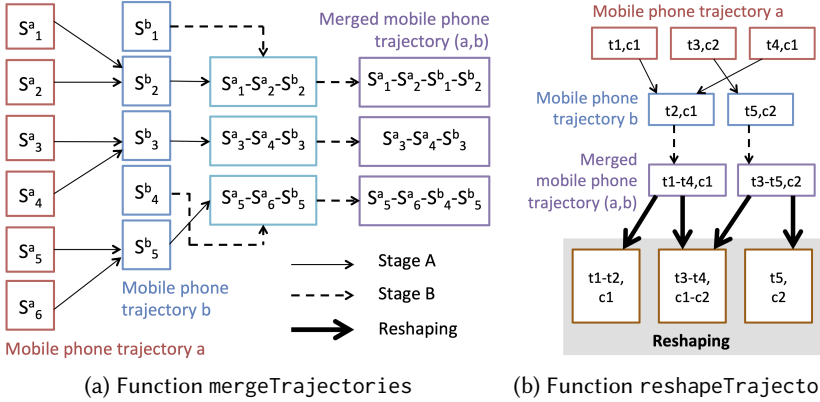 Sa1
Sa2
Sa3
Sa4
Sa5
Sa6
Mobile phone trajectory a
Sb1
Sb2
Sb3
Sb4
Sb5
Mobile phone
trajectory b
Sa1-Sa2-Sb2
Sa3-Sa4-Sb3
Sa5-Sa6-Sb5
Merged mobile phone
trajectory (a,b)
Sa1-Sa2-Sb1-Sb2
Sa3-Sa4-Sb3
Sa5-Sa6-Sb4-Sb5
Stage A
Stage B
Reshaping
(a) Function mergeTrajectories
Mobile phone trajectory a
t1,c1
t3,c2
t4,c1
Mobile phone
trajectory b
t2,c1
t5,c2
Merged
mobile phone
trajectory (a,b)
t1-t4,c1
t3-t5,c2
t1-t2,
c1
t3-t4,
c1-c2
t5,
c2
Reshaping
(b) Function reshapeTrajecto